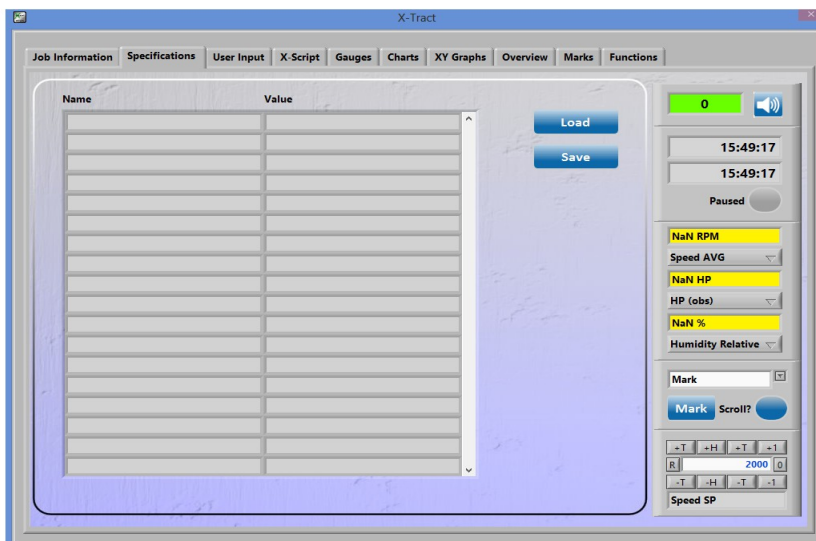 X-Tract
Job Information Specifications User Input X-Script Gauges Charts XY Graphs Overview Marks Functions
Name Value
Load
Save
0
15:49:17
15:49:17
Paused
NaN RPM
Speed AVG
NaN HP
HP (obs)
NaN %
Humidity Relative
Mark
Mark Scroll?
+T +H +T +1
R 2000 0
-T -H -T -1
Speed SP